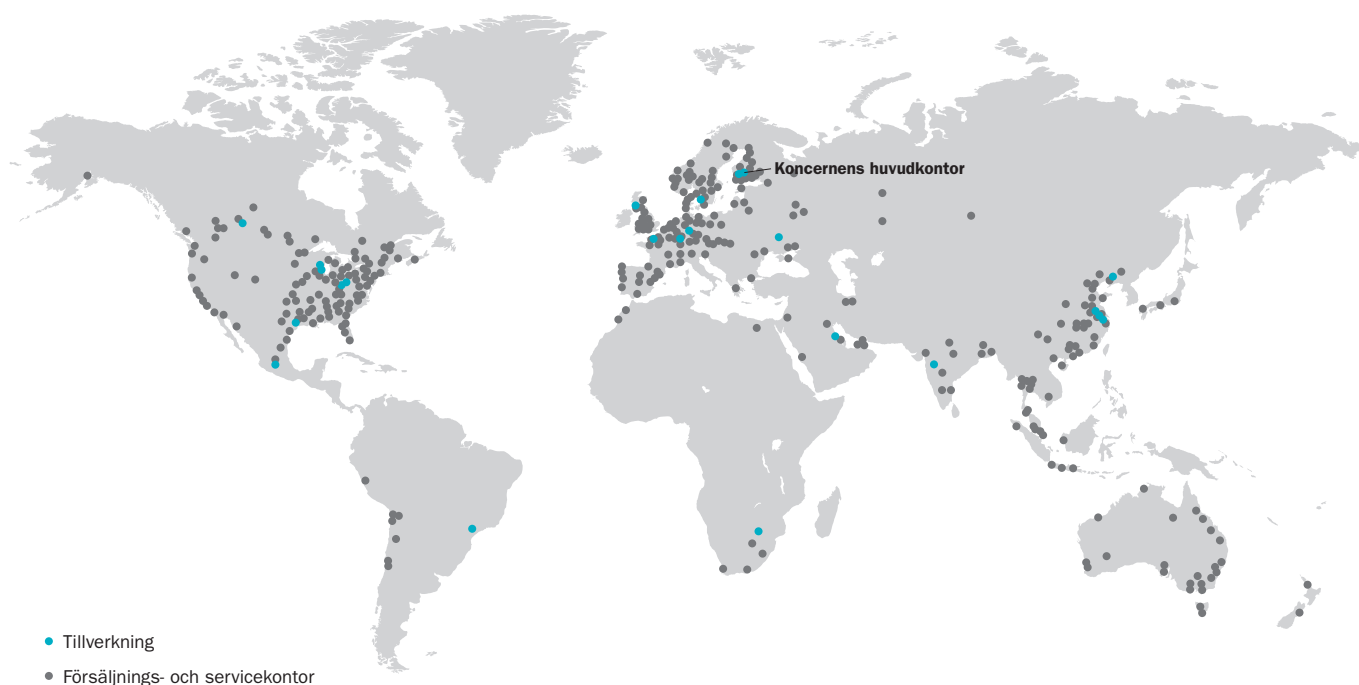 Koncernens huvudkontor
Tillverkning
Försäljnings- och servicekontor